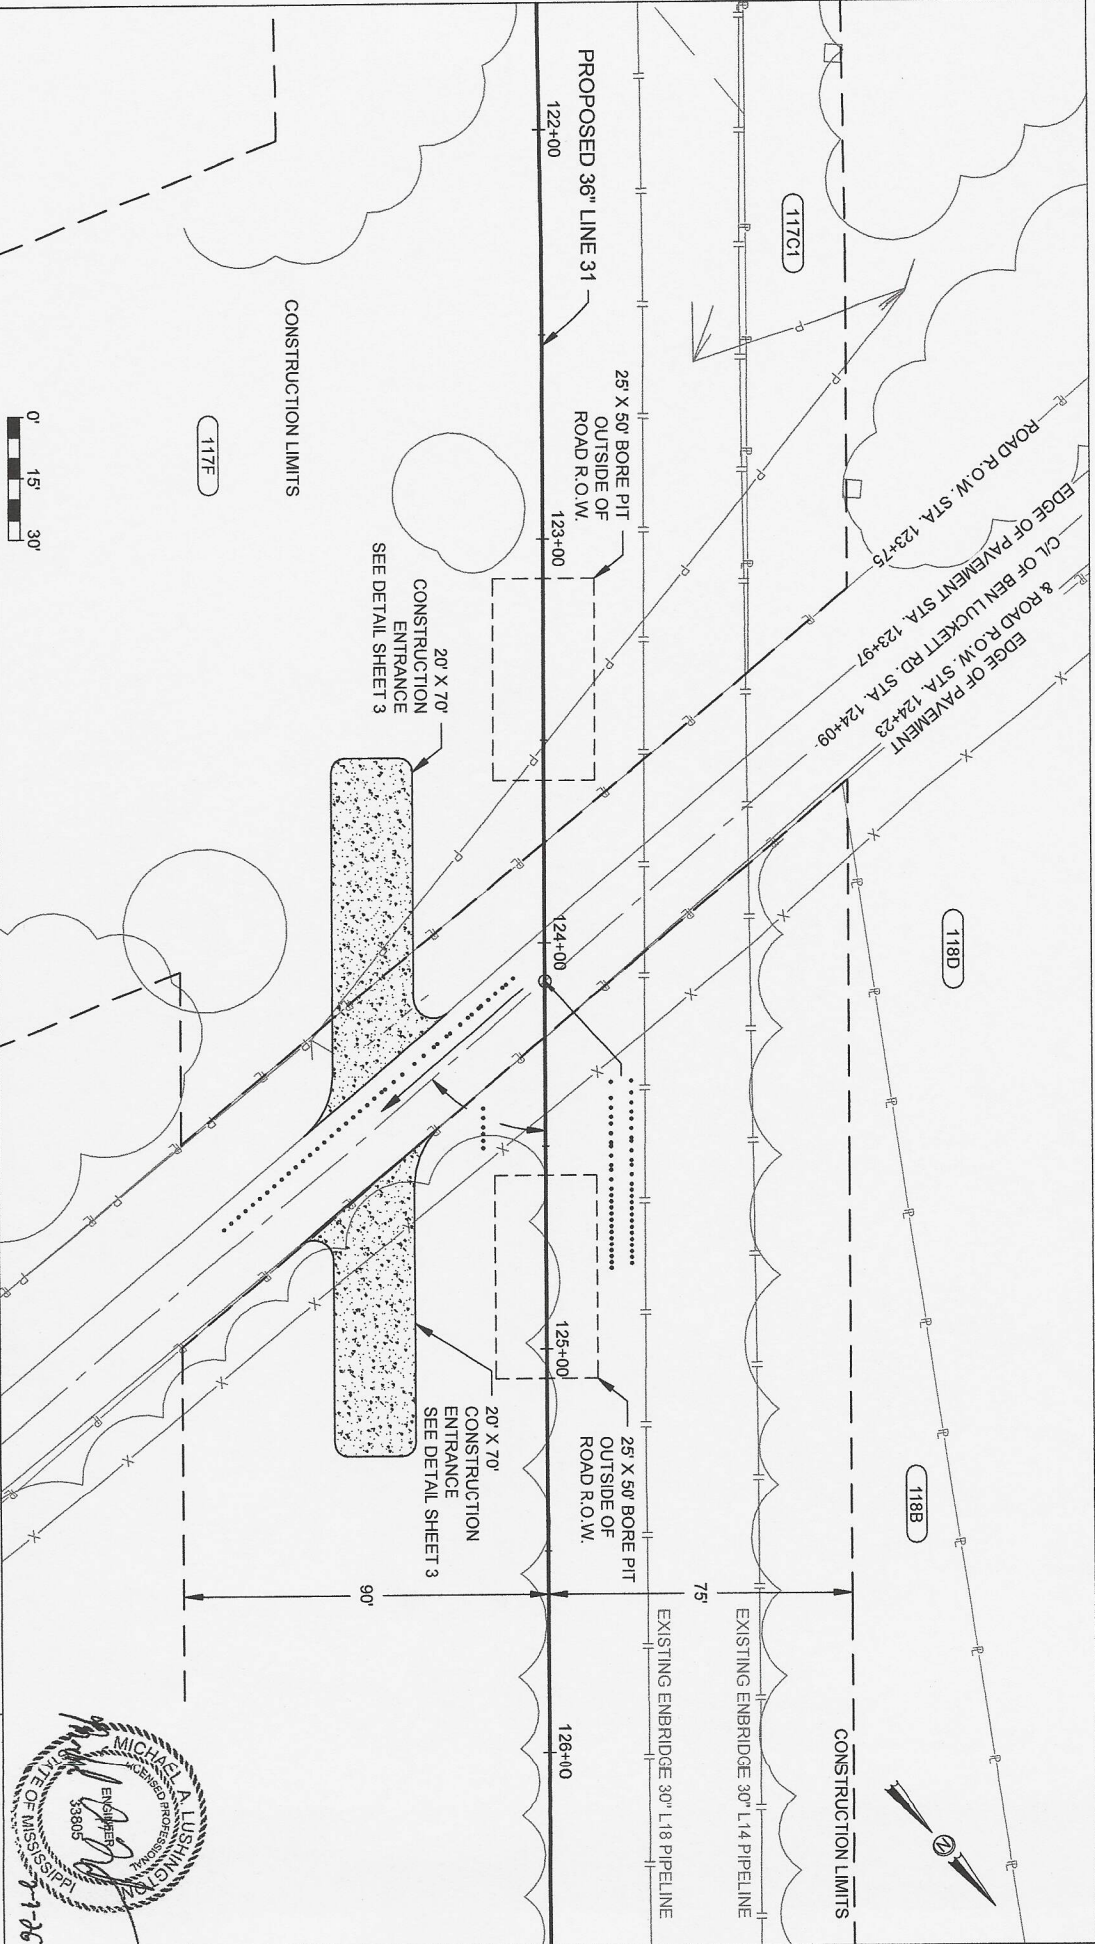 117C1
118D
118B
ROAD R.O.W. STA. 123+75
EDGE OF PAVEMENT STA. 123+97
C/L OF BEN LUCKETT RD. STA. 124+09
EDGE OF PAVEMENT
& ROAD R.O.W. STA. 124+23
CONSTRUCTION LIMITS
N
EXISTING ENBRIDGE 30" L14 PIPELINE
EXISTING ENBRIDGE 30" L18 PIPELINE
75'
90'
PROPOSED 36" LINE 31
25' X 50' BORE PIT
OUTSIDE OF
ROAD R.O.W.
25' X 50' BORE PIT
OUTSIDE OF
ROAD R.O.W.
122+00
123+00
124+00
125+00
126+00
20' X 70'
CONSTRUCTION
ENTRANCE
SEE DETAIL SHEET 3
20' X 70'
CONSTRUCTION
ENTRANCE
SEE DETAIL SHEET 3
CONSTRUCTION LIMITS
117F
0'
15'
30'
MICHAEL A. LUSHINGTON
LICENSED PROFESSIONAL
ENGINEER
33805
STATE OF MISSISSIPPI